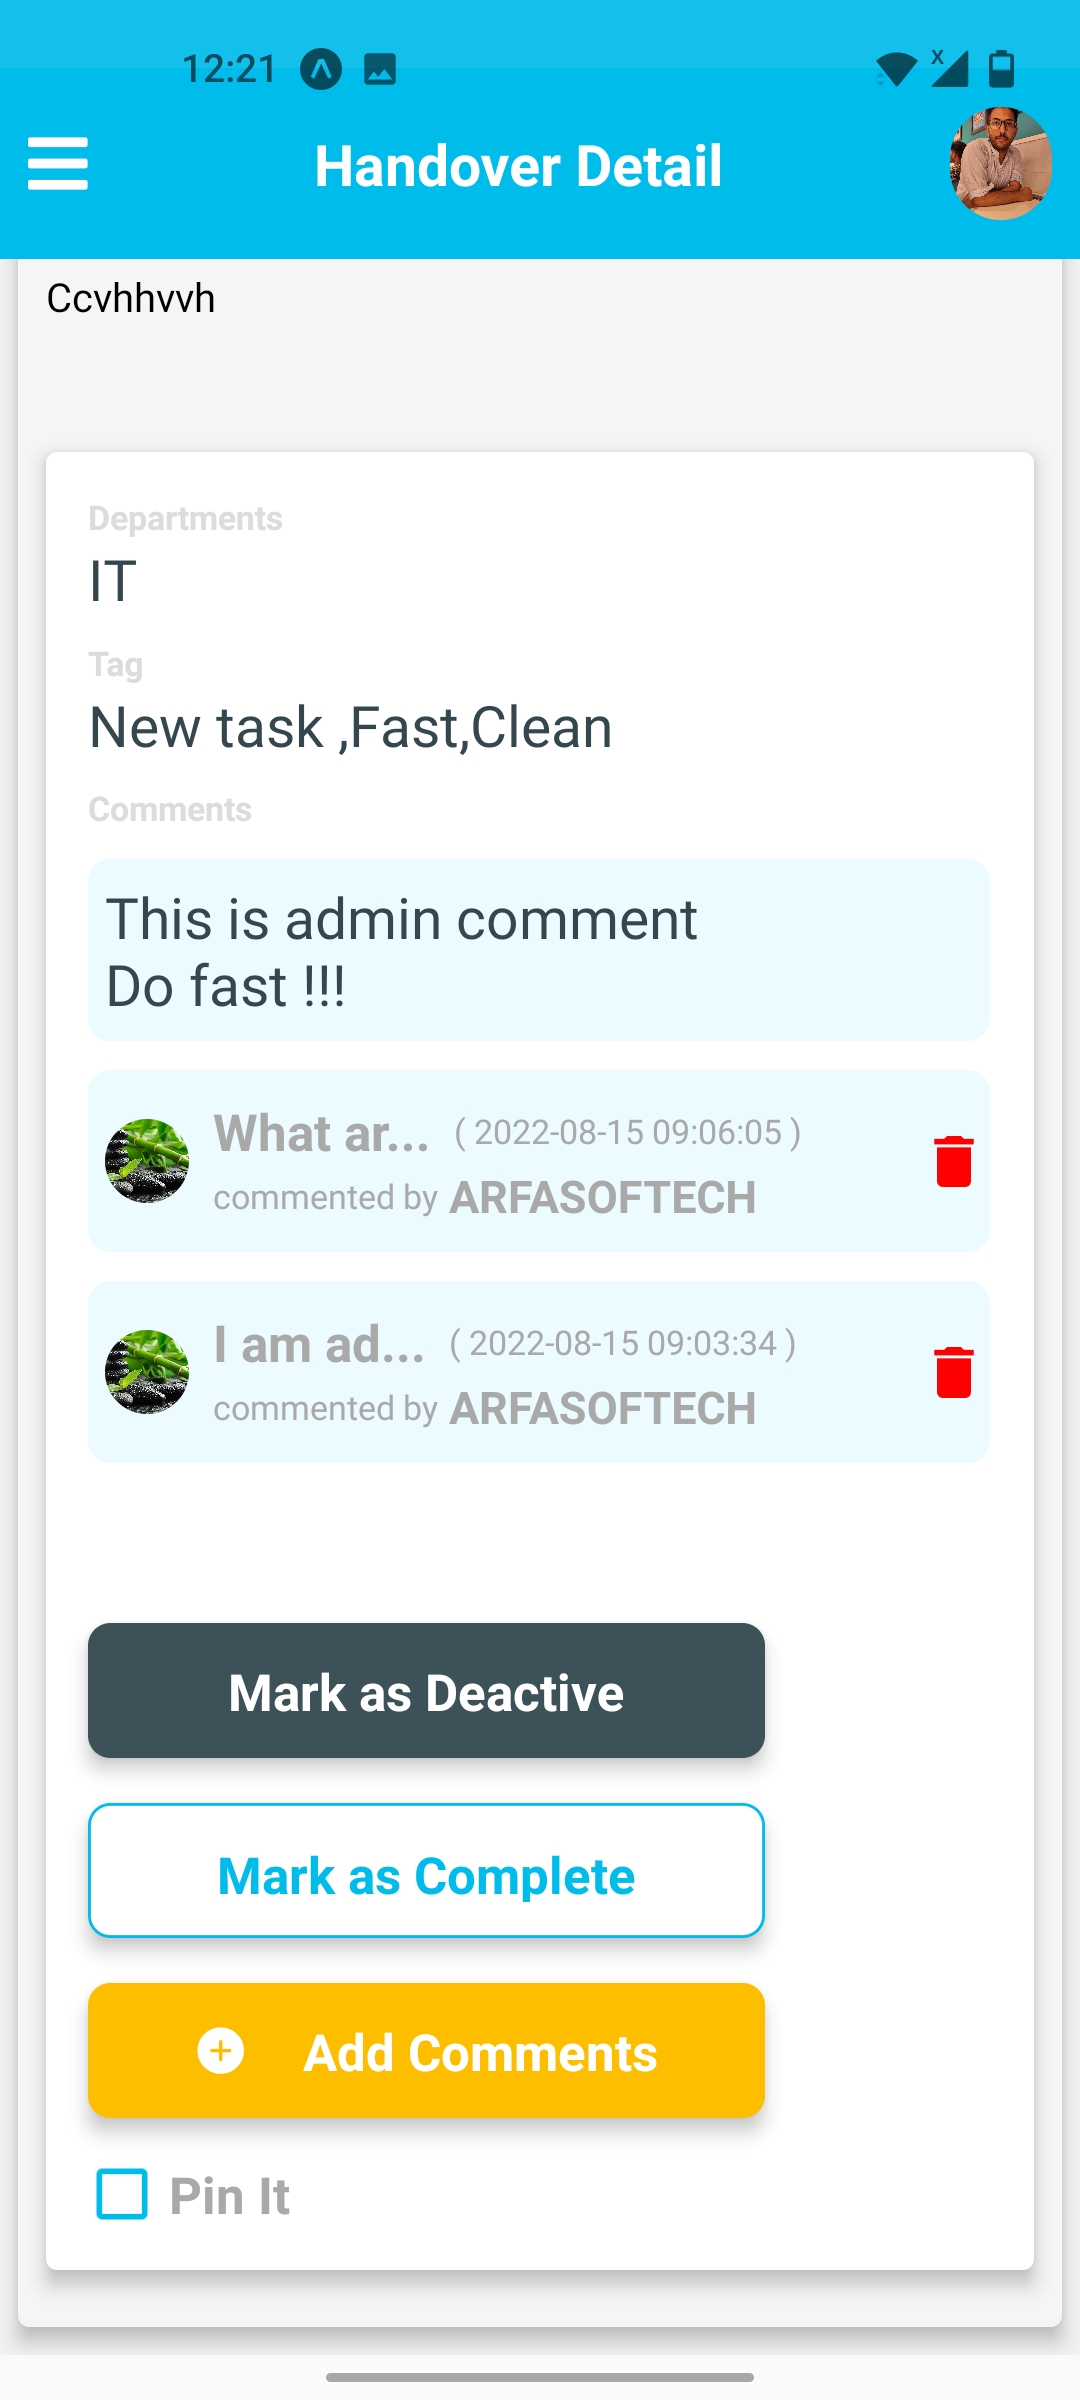 12:21
x
Handover Detail
Ccvhhvvh
Departments
IT
Tag
New task ,Fast,Clean
Comments
This is admin comment
Do fast !!!
What ar... ( 2022-08-15 09:06:05 )
commented by ARFASOFTECH
I am ad... ( 2022-08-15 09:03:34 )
commented by ARFASOFTECH
Mark as Deactive
Mark as Complete
Add Comments
Pin It